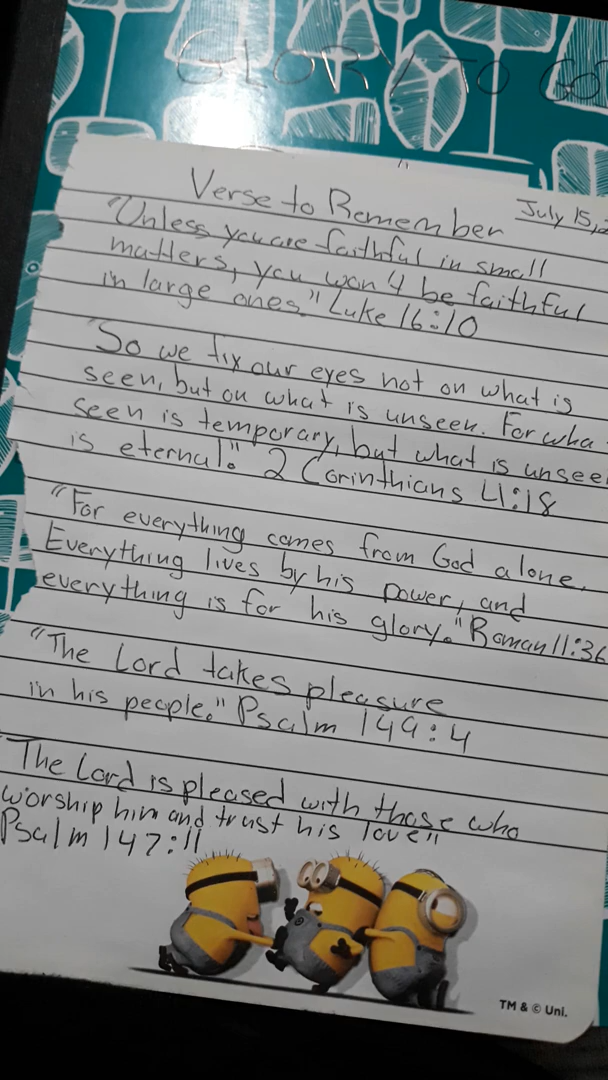 GLORY TO GO
Verse to Remember
July 15,
"Unless you are faithful in small
matters, you won't be faithful
in large ones" Luke 16:10
"So we fix our eyes not on what is
seen, but on what is unseen. For wha
seen is temporary, but what is unsee
is eternal." 2 Corinthians 4:18
"For everything comes from God alone.
Everything lives by his power, and
everything is for his glory." Roman 11:36
"The Lord takes pleasure
in his people." Psalm 149:4
The Lord is pleased with those who
worship him and trust his love"
Psalm 147:11
TM & © Uni.